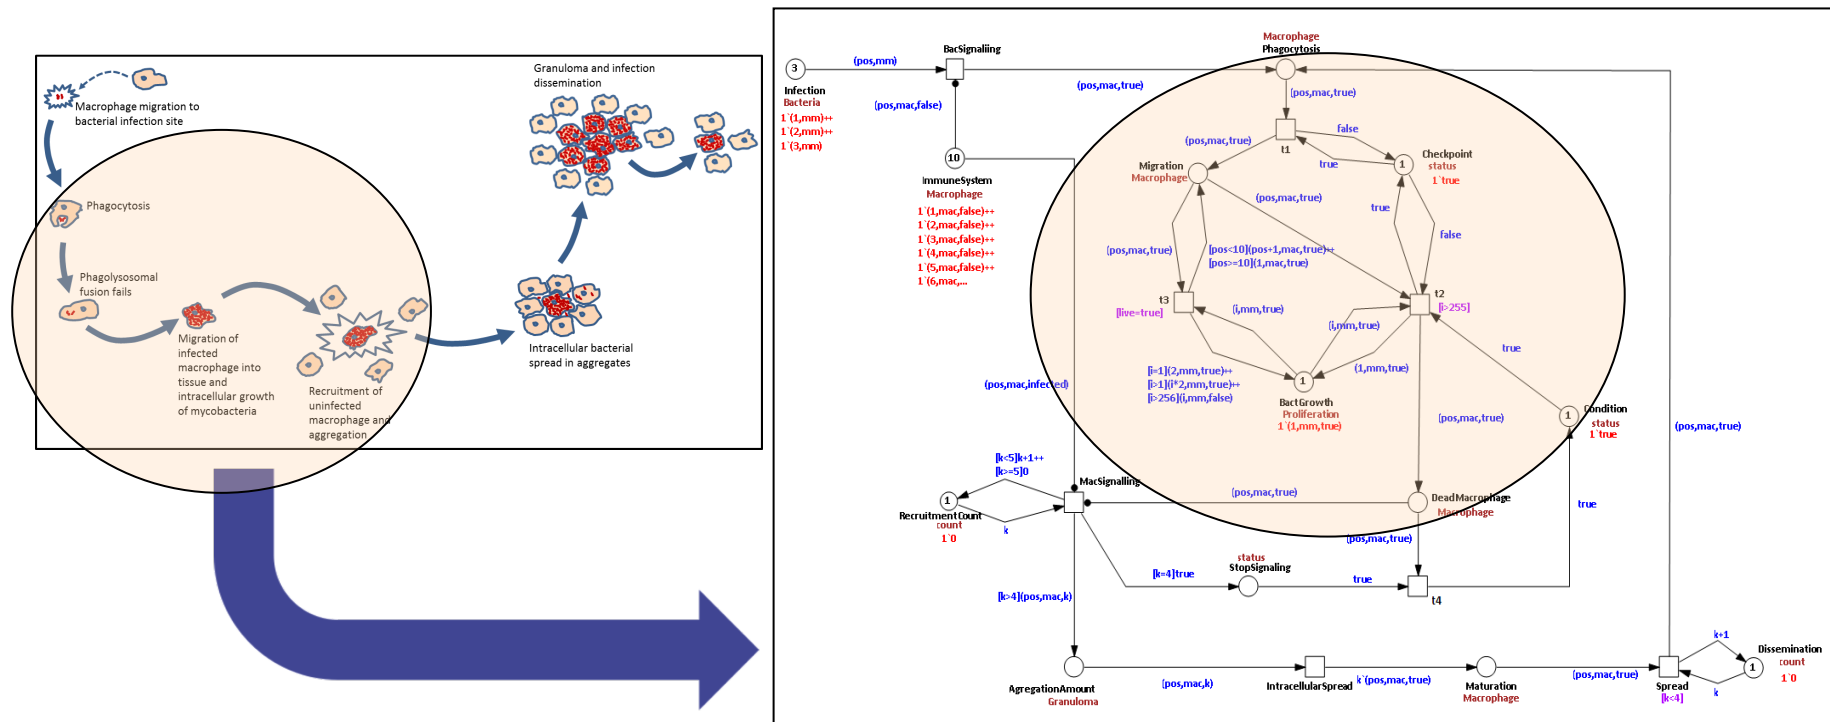 Macrophage migration to
bacterial infection site
Phagocytosis
Phagolysosomal
fusion fails
Migration of
infected
macrophage into
tissue and
intracellular growth
of mycobacteria
Recruitment of
uninfected
macrophage and
aggregation
Granuloma and infection
dissemination
Intracellular bacterial
spread in aggregates
3
Infection
Bacteria
1`(1,mm)++
1`(2,mm)++
1`(3,mm)
(pos,mm)
BacSignaliing
(pos,mac,false)
10
ImmuneSystem
Macrophage
1`(1,mac,false)++
1`(2,mac,false)++
1`(3,mac,false)++
1`(4,mac,false)++
1`(5,mac,false)++
1`(6,mac,...
(pos,mac,true)
Macrophage
Phagocytosis
(pos,mac,true)
t1
false
true
(pos,mac,true)
1
Checkpoint
status
1`true
Migration
Macrophage
(pos,mac,true)
true
false
(pos,mac,true)
[pos<10](pos+1,mac,true)++
[pos>=10](1,mac,true)
t3
[live=true]
t2
[i>255]
(i,mm,true)
(i,mm,true)
(1,mm,true)
[i=1](2,mm,true)++
[i>1](i*2,mm,true)++
[i>256](i,mm,false)
1
BactGrowth
Proliferation
1`(1,mm,true)
true
(pos,mac,true)
1
Condition
status
1`true
(pos,mac,true)
(pos,mac,infected)
[k<5]k+1++
[k>=5]0
1
RecruitmentCount
count
1`0
k
MacSignalling
(pos,mac,true)
DeadMacrophage
Macrophage
true
(pos,mac,true)
[k=4]true
status
StopSignaling
true
t4
[k>4](pos,mac,k)
AgregationAmount
Granuloma
(pos,mac,k)
IntracellularSpread
k`(pos,mac,true)
Maturation
Macrophage
(pos,mac,true)
Spread
[k<4]
k+1
k
1
Dissemination
count
1`0